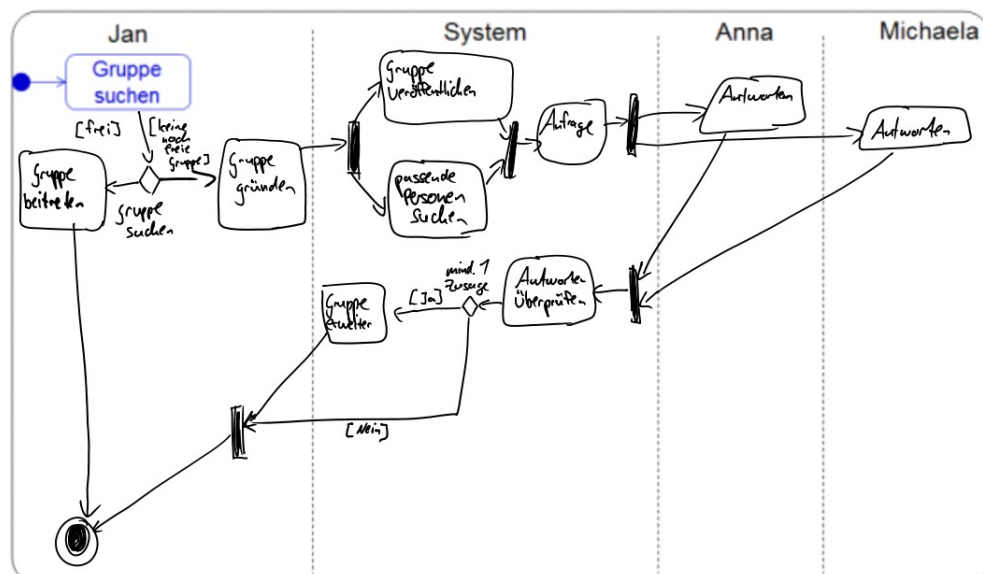 Jan
System
Anna
Michaela
Gruppe
suchen
[frei]
[keine
noch
freie
Gruppe]
Gruppe
beitreten
gruppe
suchen
Gruppe
gründen
Gruppe
veröffentlichen
passende
Personen
suchen
Anfrage
Antworten
Antworten
Antworten
überprüfen
mind. 1
Zusage
[Ja]
Gruppe
erweiter
[Nein]